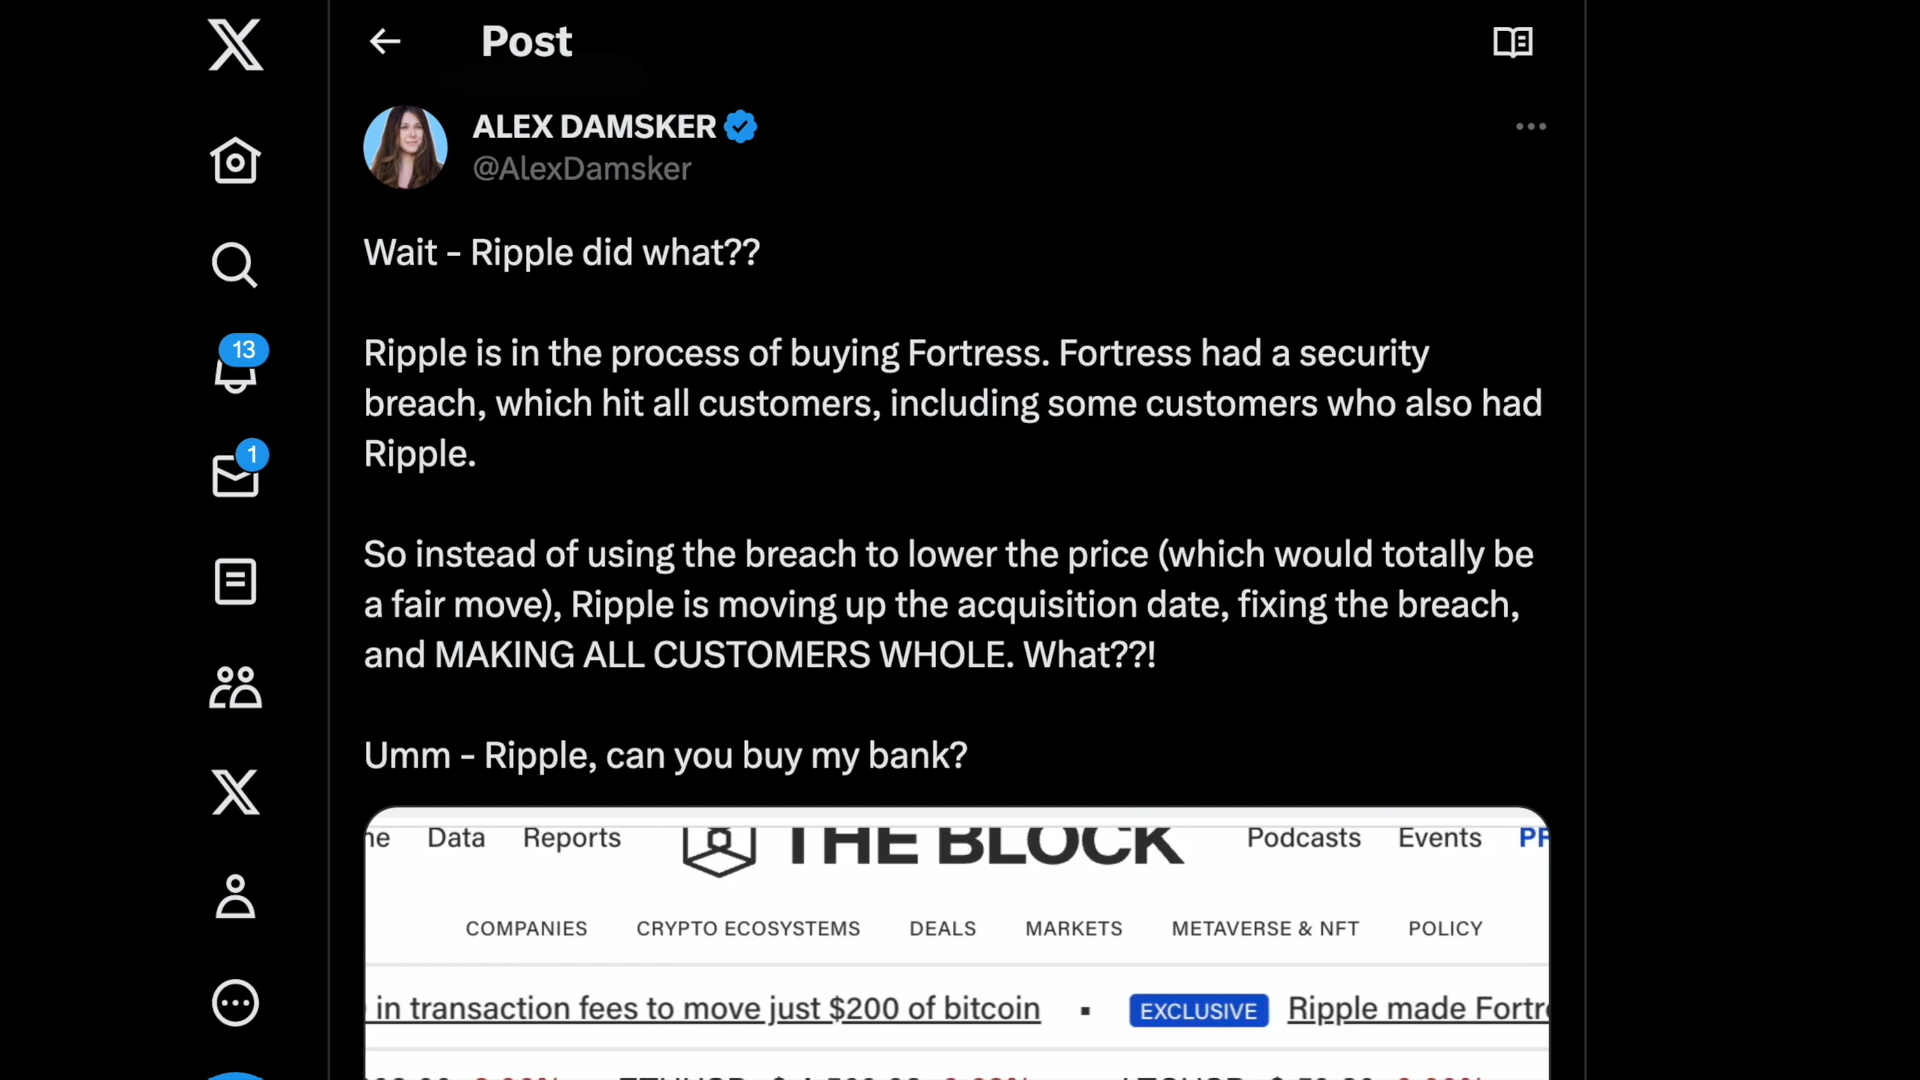 Post
ALEX DAMSKER
@AlexDamsker
Wait - Ripple did what??
Ripple is in the process of buying Fortress. Fortress had a security
breach, which hit all customers, including some customers who also had
Ripple.
So instead of using the breach to lower the price (which would totally be
a fair move), Ripple is moving up the acquisition date, fixing the breach,
and MAKING ALL CUSTOMERS WHOLE. What??!
Umm - Ripple, can you buy my bank?
13
1
Data Reports THE BLOCK Podcasts Events
COMPANIES CRYPTO ECOSYSTEMS DEALS MARKETS METAVERSE & NFT POLICY
in transaction fees to move just $200 of bitcoin ▪ EXCLUSIVE Ripple made